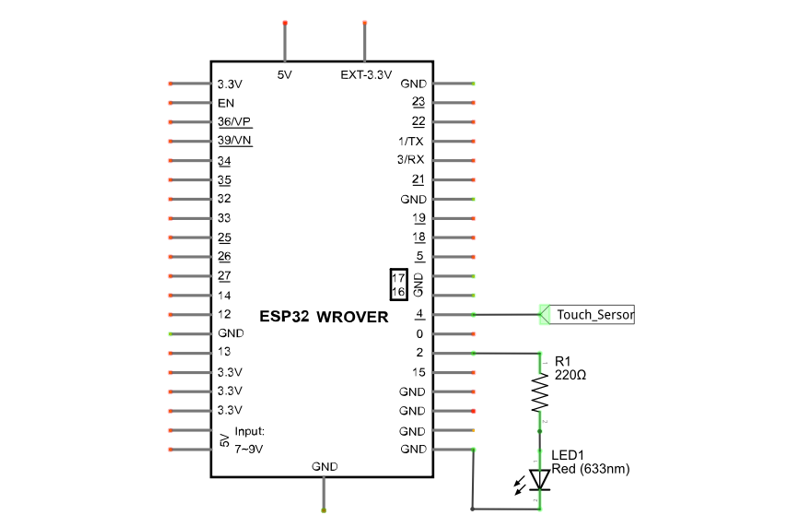 5V
EXT-3.3V
3.3V
EN
36/VP
39/VN
34
35
32
33
25
26
27
14
12
GND
13
3.3V
3.3V
3.3V
5V
Input:
7~9V
GND
23
22
1/TX
3/RX
21
GND
19
18
5
17
16
GND
4
0
2
15
GND
GND
GND
GND
ESP32 WROVER
GND
Touch_Sersor
R1
220Ω
LED1
Red (633nm)